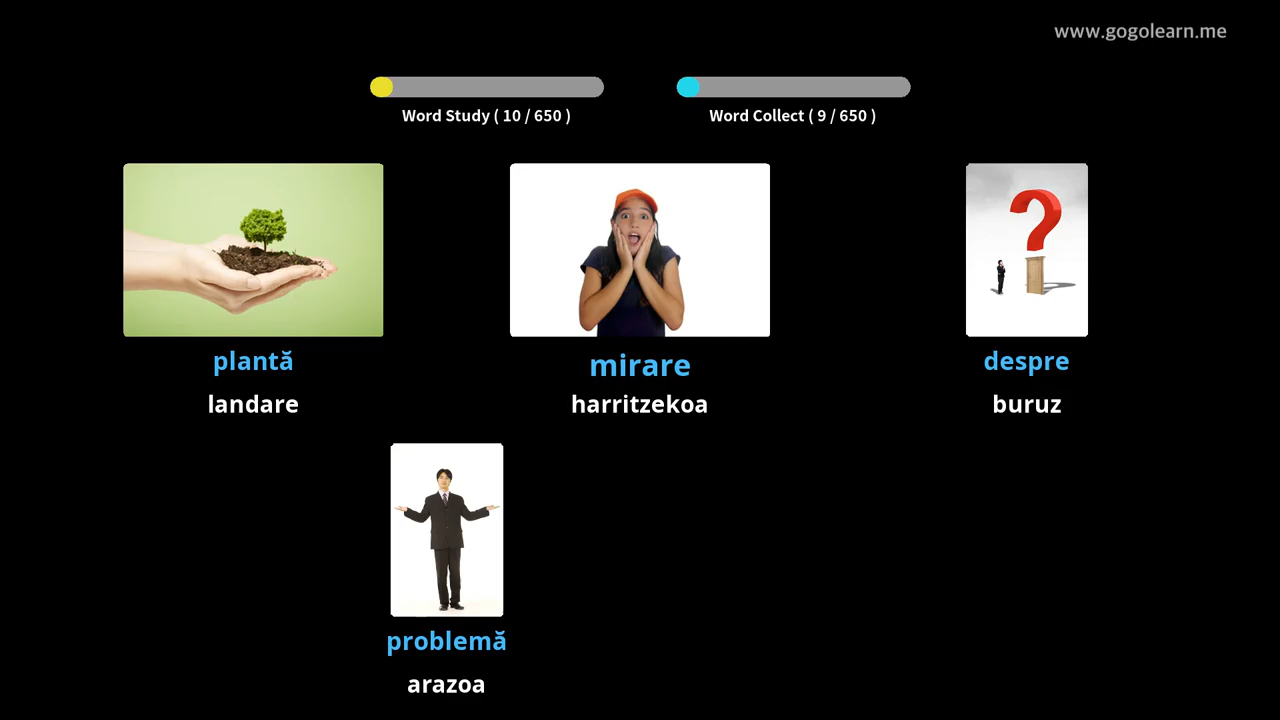 www.gogolearn.me
Word Study ( 10 / 650 )
Word Collect ( 9 / 650 )
plantă
mirare
despre
landare
harritzekoa
buruz
problemă
arazoa